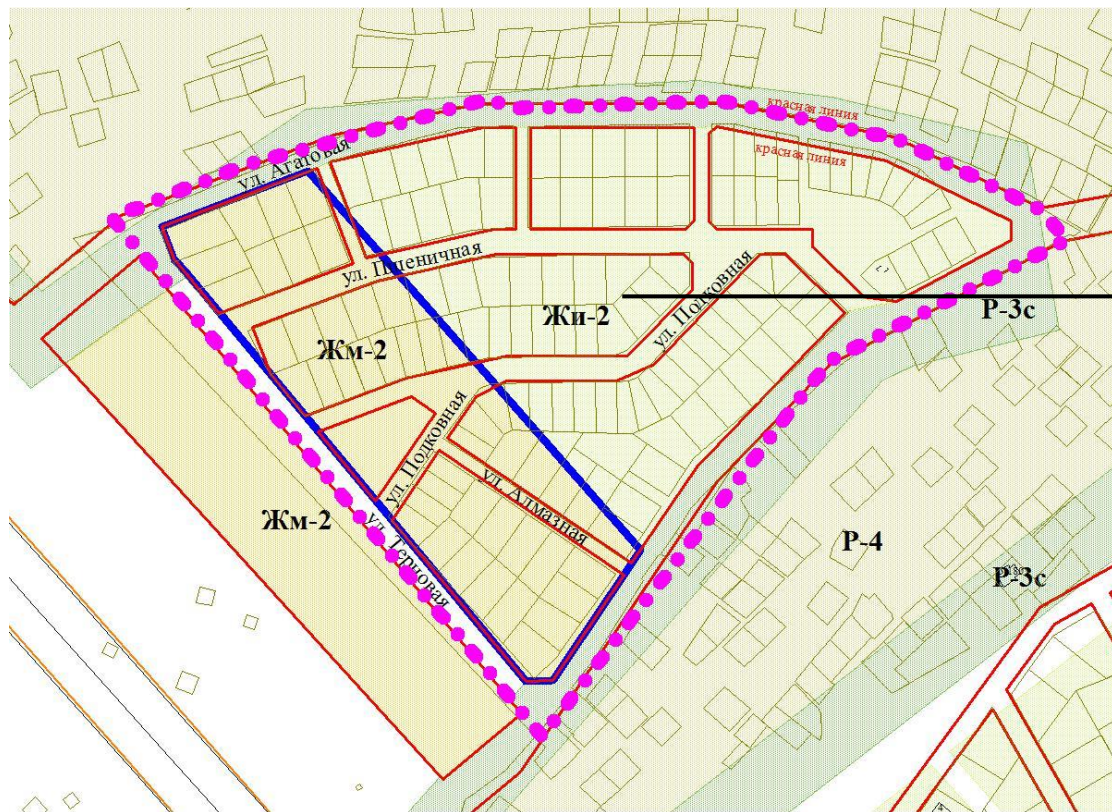 красная линия
красная линия
ул. Агатовая
ул. Пшеничная
ул. Подковная
Жи-2
Р-3с
Жм-2
ул. Подковная
ул. Алмазная
Жм-2
ул. Терновая
Р-4
Р-3с